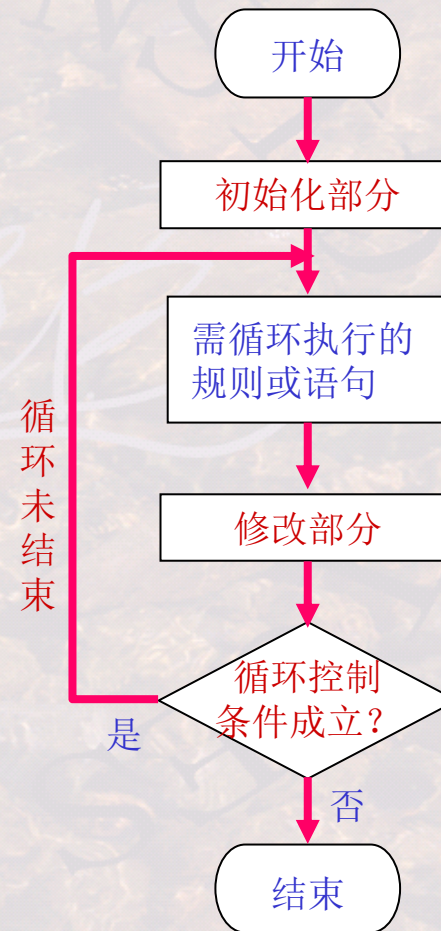 开始
初始化部分
需循环执行的
规则或语句
修改部分
循环未结束
循环控制
条件成立？
是
否
结束